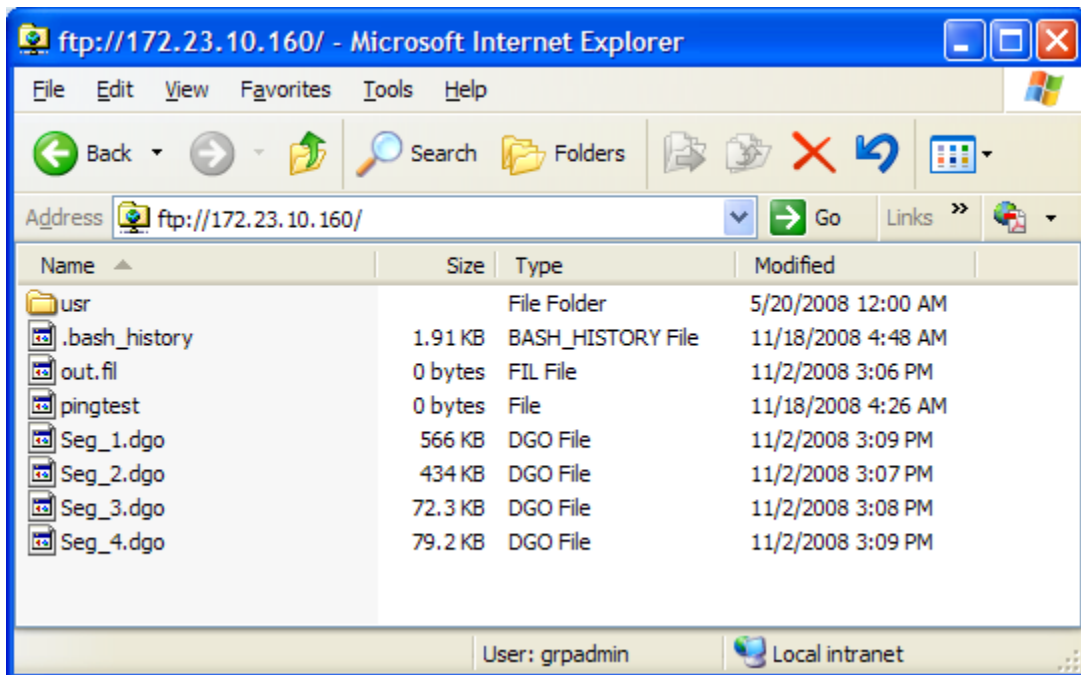 ftp://172.23.10.160/ - Microsoft Internet Explorer
File Edit View Favorites Tools Help
Back Search Folders
Address ftp://172.23.10.160/ Go Links »
Name Size Type Modified
usr File Folder 5/20/2008 12:00 AM
.bash_history 1.91 KB BASH_HISTORY File 11/18/2008 4:48 AM
out.fil 0 bytes FIL File 11/2/2008 3:06 PM
pingtest 0 bytes File 11/18/2008 4:26 AM
Seg_1.dgo 566 KB DGO File 11/2/2008 3:09 PM
Seg_2.dgo 434 KB DGO File 11/2/2008 3:07 PM
Seg_3.dgo 72.3 KB DGO File 11/2/2008 3:08 PM
Seg_4.dgo 79.2 KB DGO File 11/2/2008 3:09 PM
User: grpadmin Local intranet